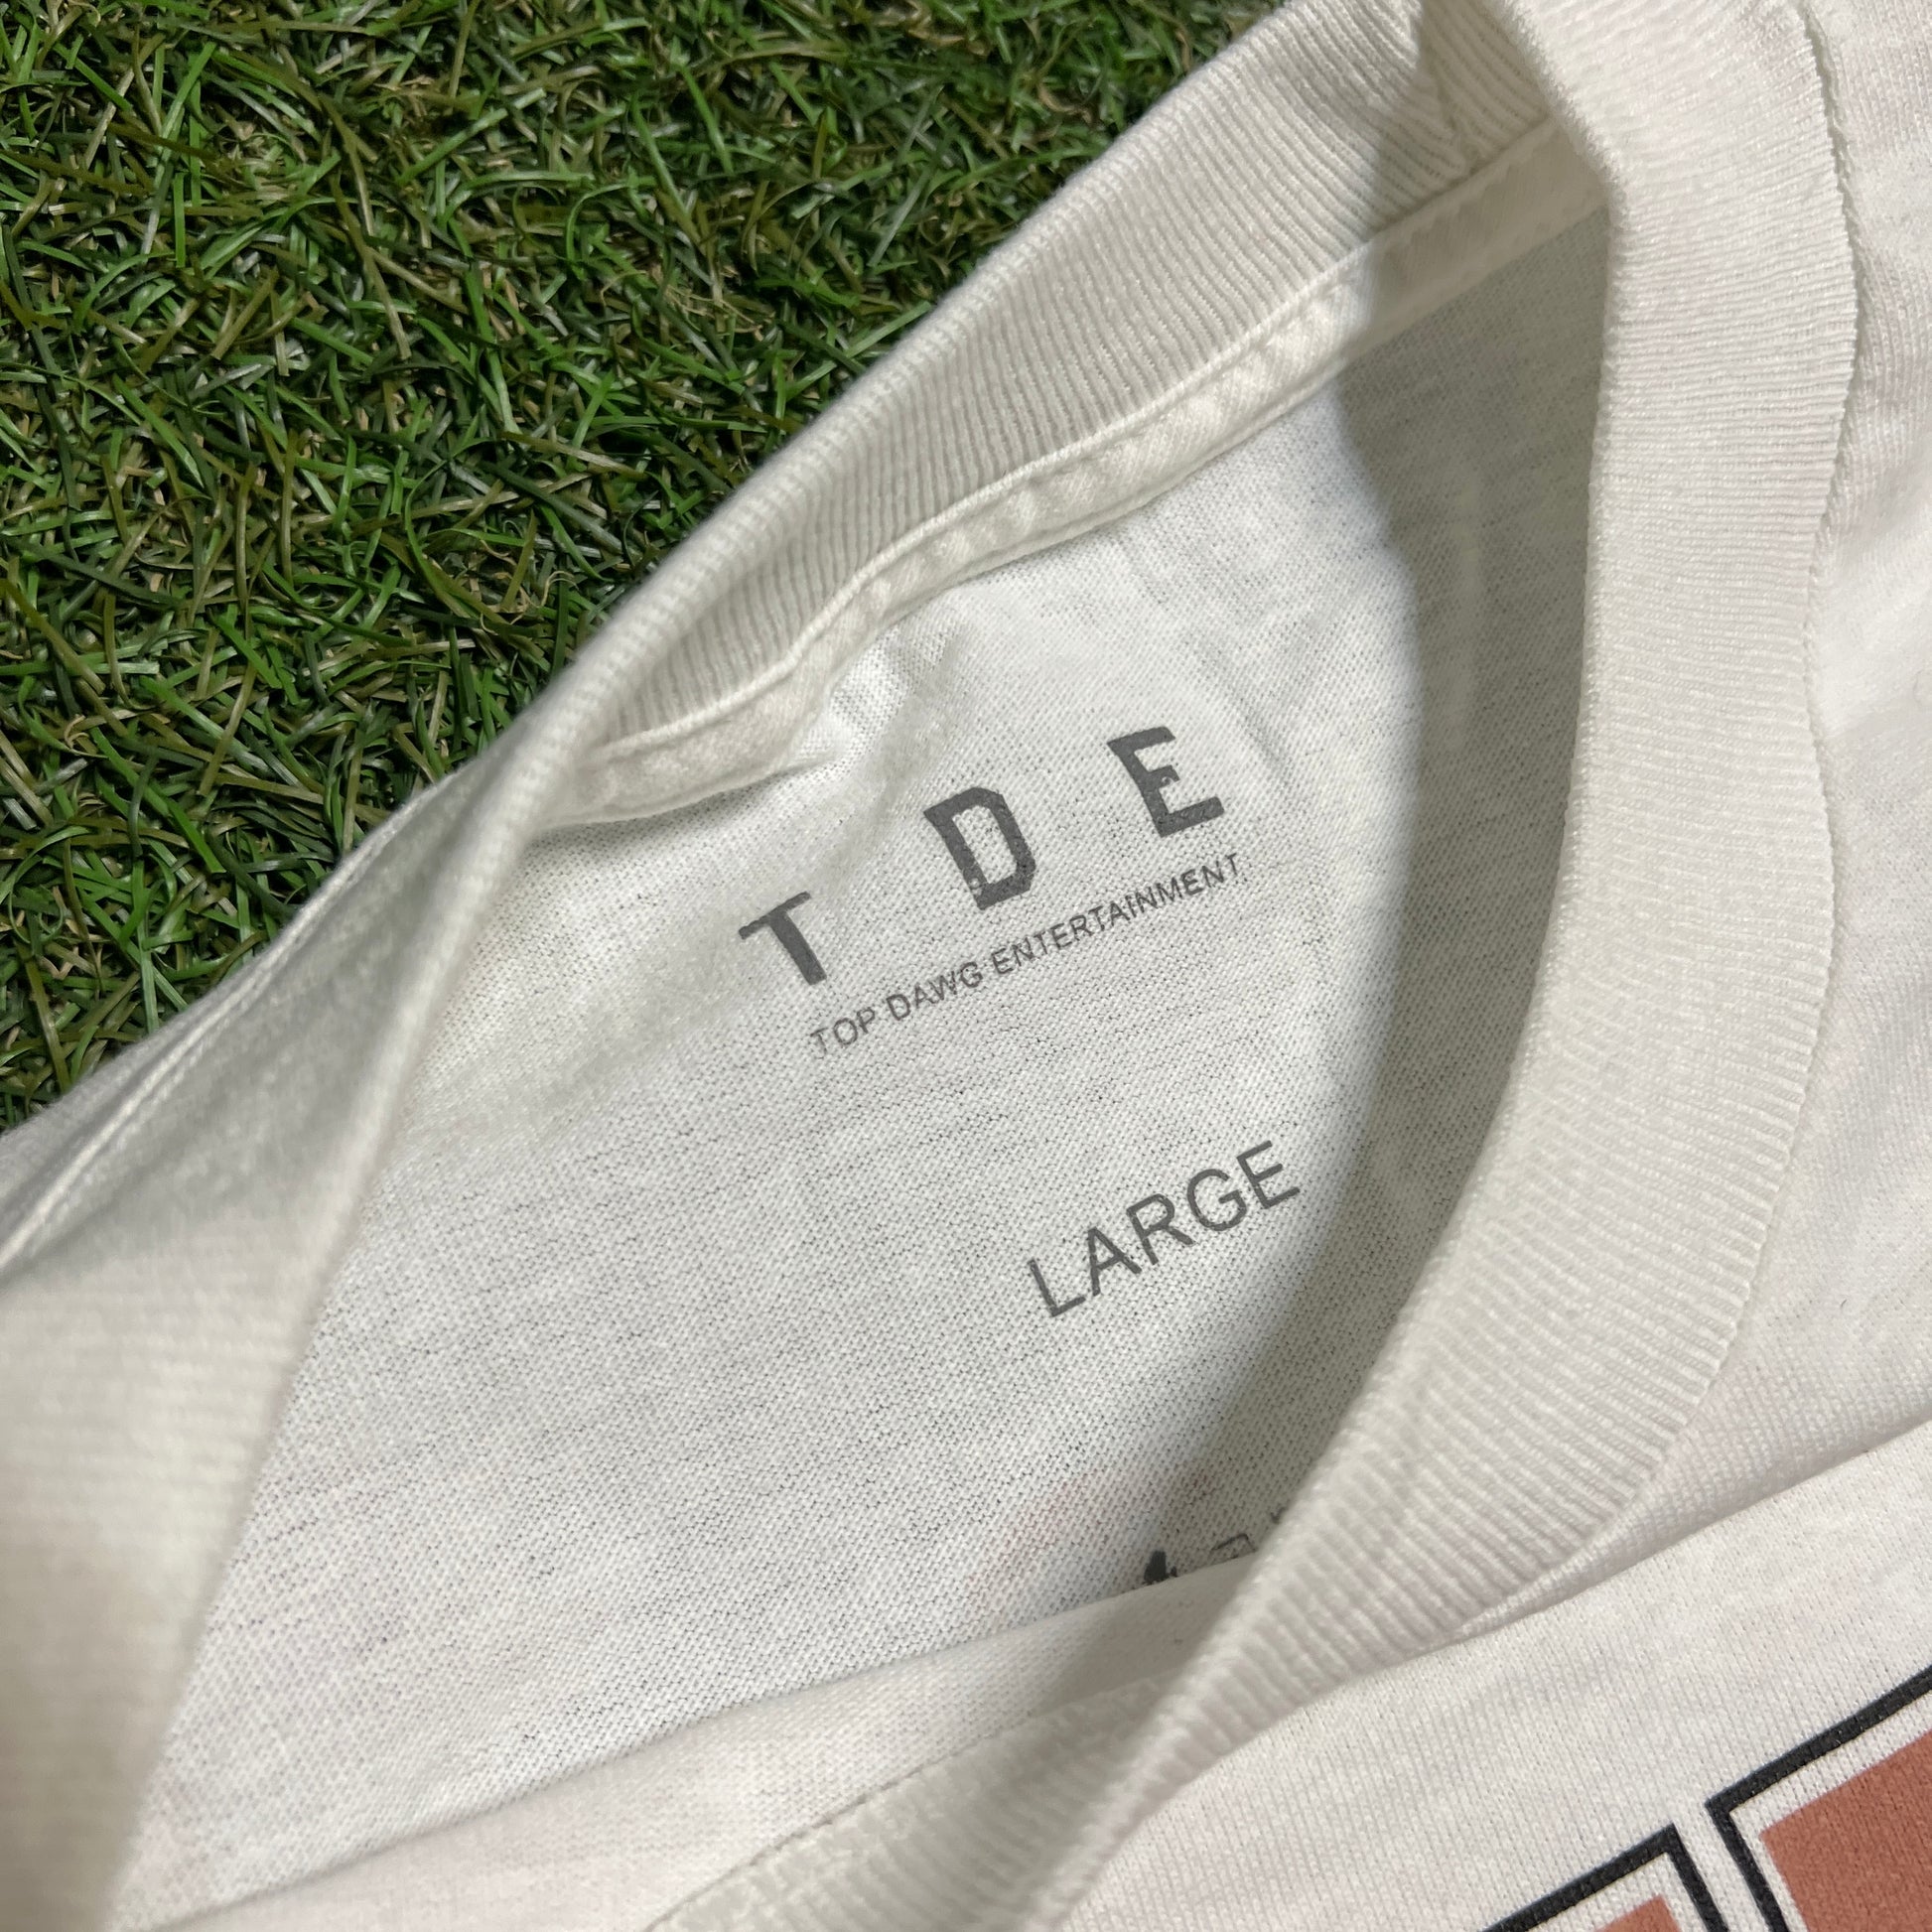 T D E
TOP DAWG ENTERTAINMENT
LARGE